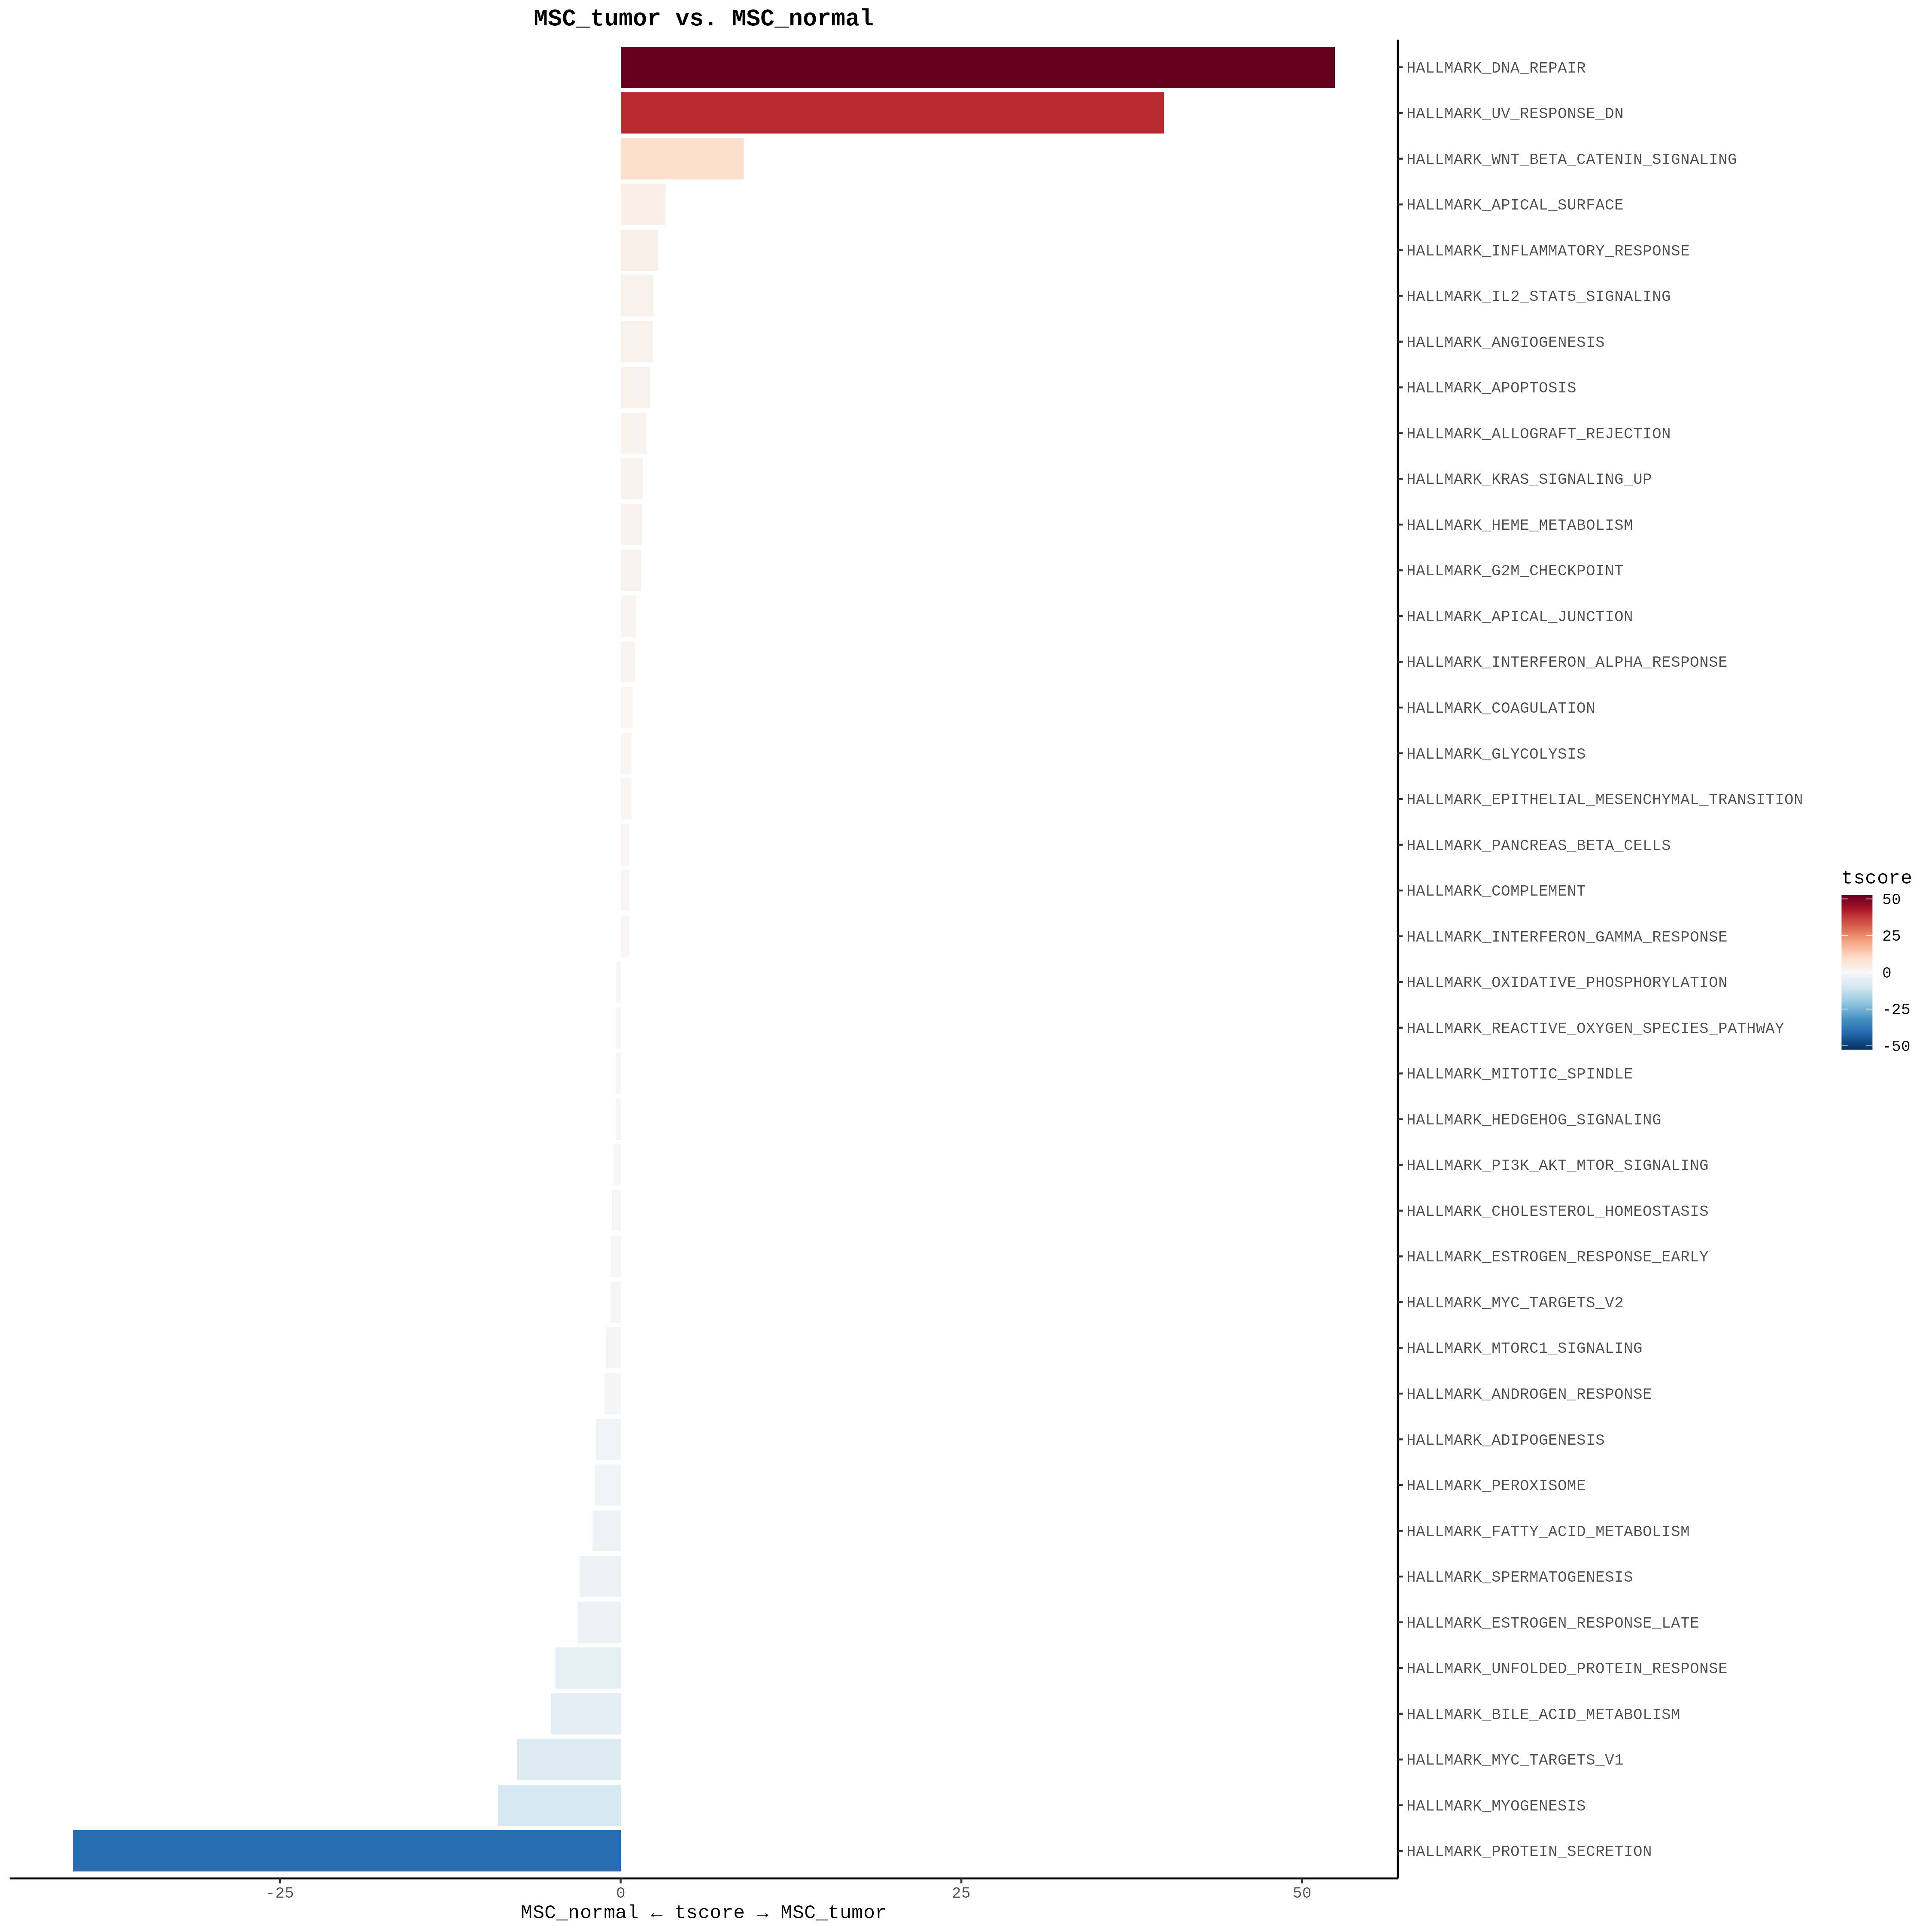 MSC_tumor vs. MSC_normal
HALLMARK_DNA_REPAIR
HALLMARK_UV_RESPONSE_DN
HALLMARK_WNT_BETA_CATENIN_SIGNALING
HALLMARK_APICAL_SURFACE
HALLMARK_INFLAMMATORY_RESPONSE
HALLMARK_IL2_STAT5_SIGNALING
HALLMARK_ANGIOGENESIS
HALLMARK_APOPTOSIS
HALLMARK_ALLOGRAFT_REJECTION
HALLMARK_KRAS_SIGNALING_UP
HALLMARK_HEME_METABOLISM
HALLMARK_G2M_CHECKPOINT
HALLMARK_APICAL_JUNCTION
HALLMARK_INTERFERON_ALPHA_RESPONSE
HALLMARK_COAGULATION
HALLMARK_GLYCOLYSIS
HALLMARK_EPITHELIAL_MESENCHYMAL_TRANSITION
HALLMARK_PANCREAS_BETA_CELLS
HALLMARK_COMPLEMENT
HALLMARK_INTERFERON_GAMMA_RESPONSE
HALLMARK_OXIDATIVE_PHOSPHORYLATION
HALLMARK_REACTIVE_OXYGEN_SPECIES_PATHWAY
HALLMARK_MITOTIC_SPINDLE
HALLMARK_HEDGEHOG_SIGNALING
HALLMARK_PI3K_AKT_MTOR_SIGNALING
HALLMARK_CHOLESTEROL_HOMEOSTASIS
HALLMARK_ESTROGEN_RESPONSE_EARLY
HALLMARK_MYC_TARGETS_V2
HALLMARK_MTORC1_SIGNALING
HALLMARK_ANDROGEN_RESPONSE
HALLMARK_ADIPOGENESIS
HALLMARK_PEROXISOME
HALLMARK_FATTY_ACID_METABOLISM
HALLMARK_SPERMATOGENESIS
HALLMARK_ESTROGEN_RESPONSE_LATE
HALLMARK_UNFOLDED_PROTEIN_RESPONSE
HALLMARK_BILE_ACID_METABOLISM
HALLMARK_MYC_TARGETS_V1
HALLMARK_MYOGENESIS
HALLMARK_PROTEIN_SECRETION
tscore
50
25
0
-25
-50
-25 0 25 50
MSC_normal ← tscore → MSC_tumor